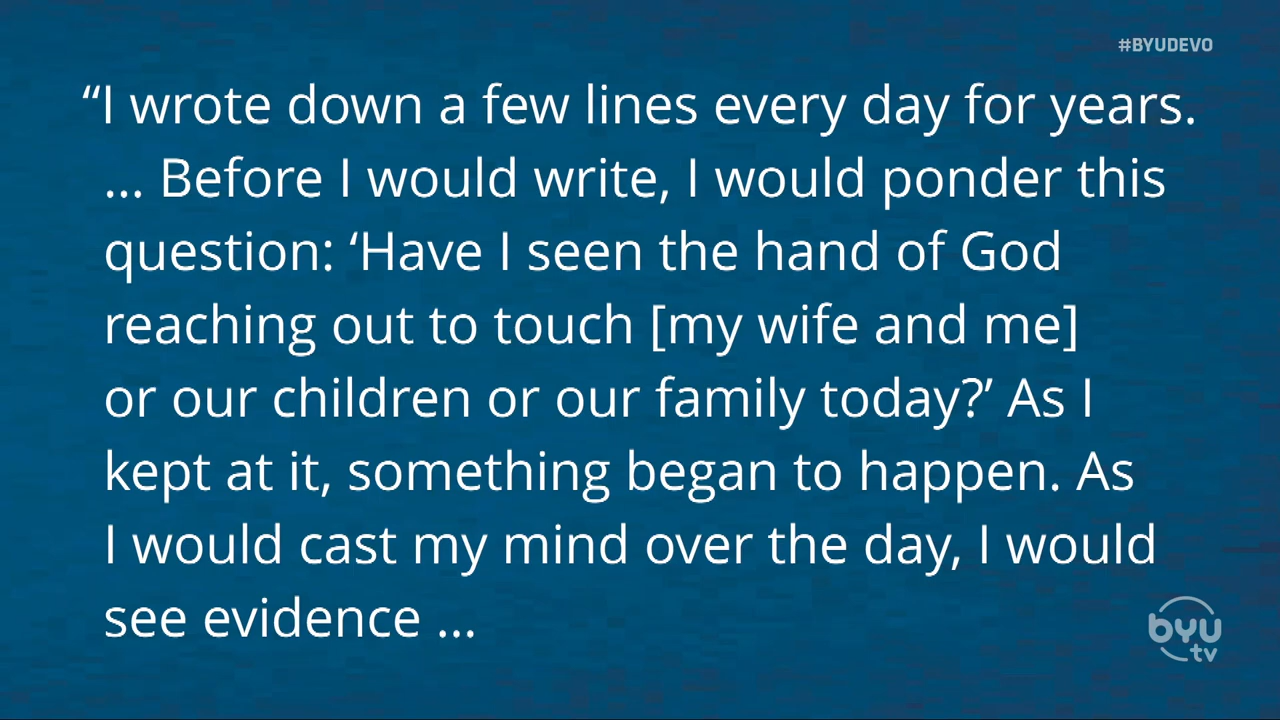 #BYUDEVO
“I wrote down a few lines every day for years.
... Before I would write, I would ponder this
question: ‘Have I seen the hand of God
reaching out to touch [my wife and me]
or our children or our family today?’ As I
kept at it, something began to happen. As
I would cast my mind over the day, I would
see evidence ...
byu
tv